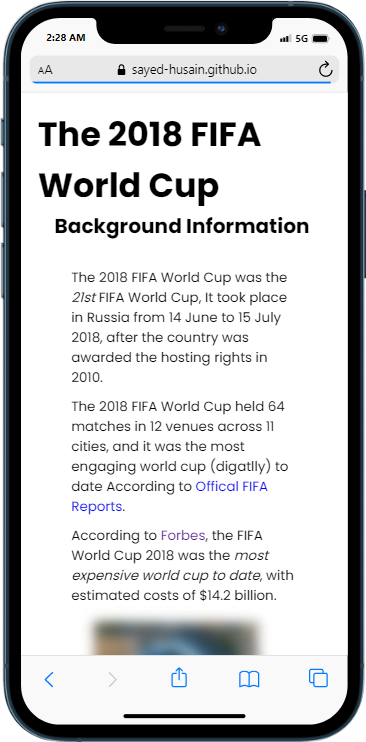 2:28 AM 5G
AA sayed-husain.github.io
The 2018 FIFA
World Cup
Background Information
The 2018 FIFA World Cup was the
21st FIFA World Cup, It took place
in Russia from 14 June to 15 July
2018, after the country was
awarded the hosting rights in
2010.
The 2018 FIFA World Cup held 64
matches in 12 venues across 11
cities, and it was the most
engaging world cup (digatlly) to
date According to Offical FIFA
Reports.
According to Forbes, the FIFA
World Cup 2018 was the most
expensive world cup to date, with
estimated costs of $14.2 billion.